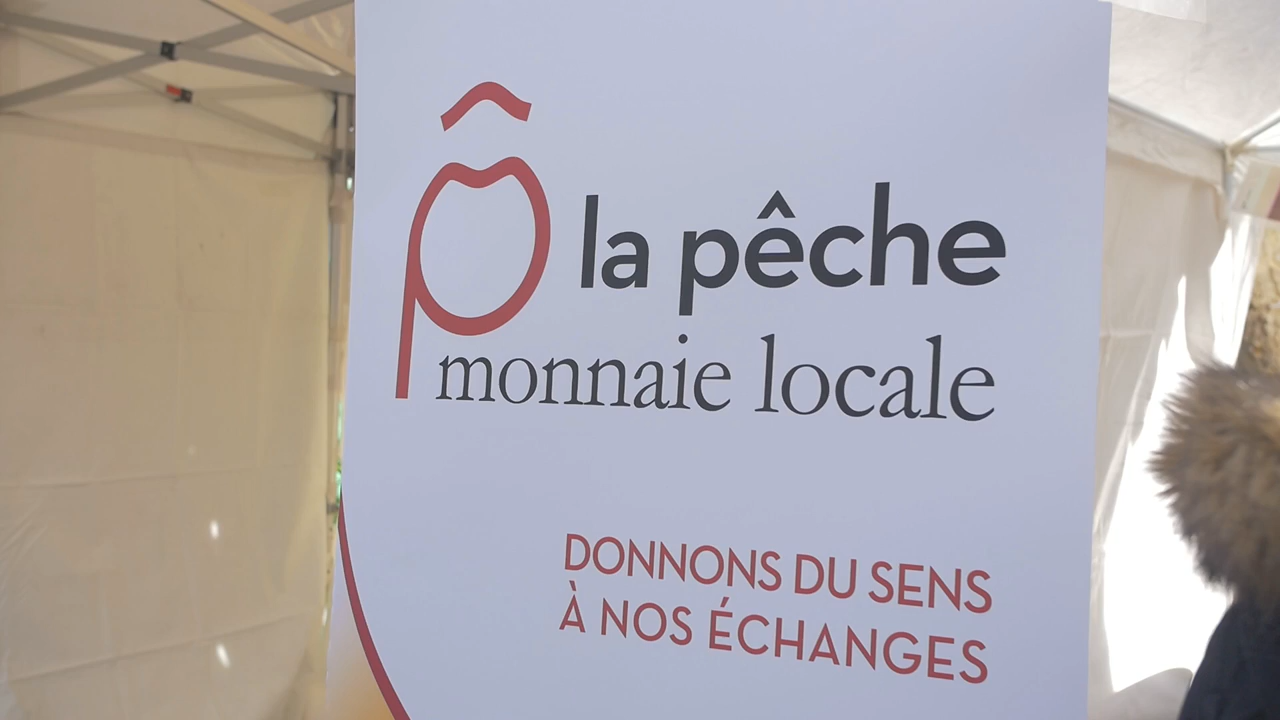 la pêche
monnaie locale
DONNONS DU SENS
À NOS ÉCHANGES